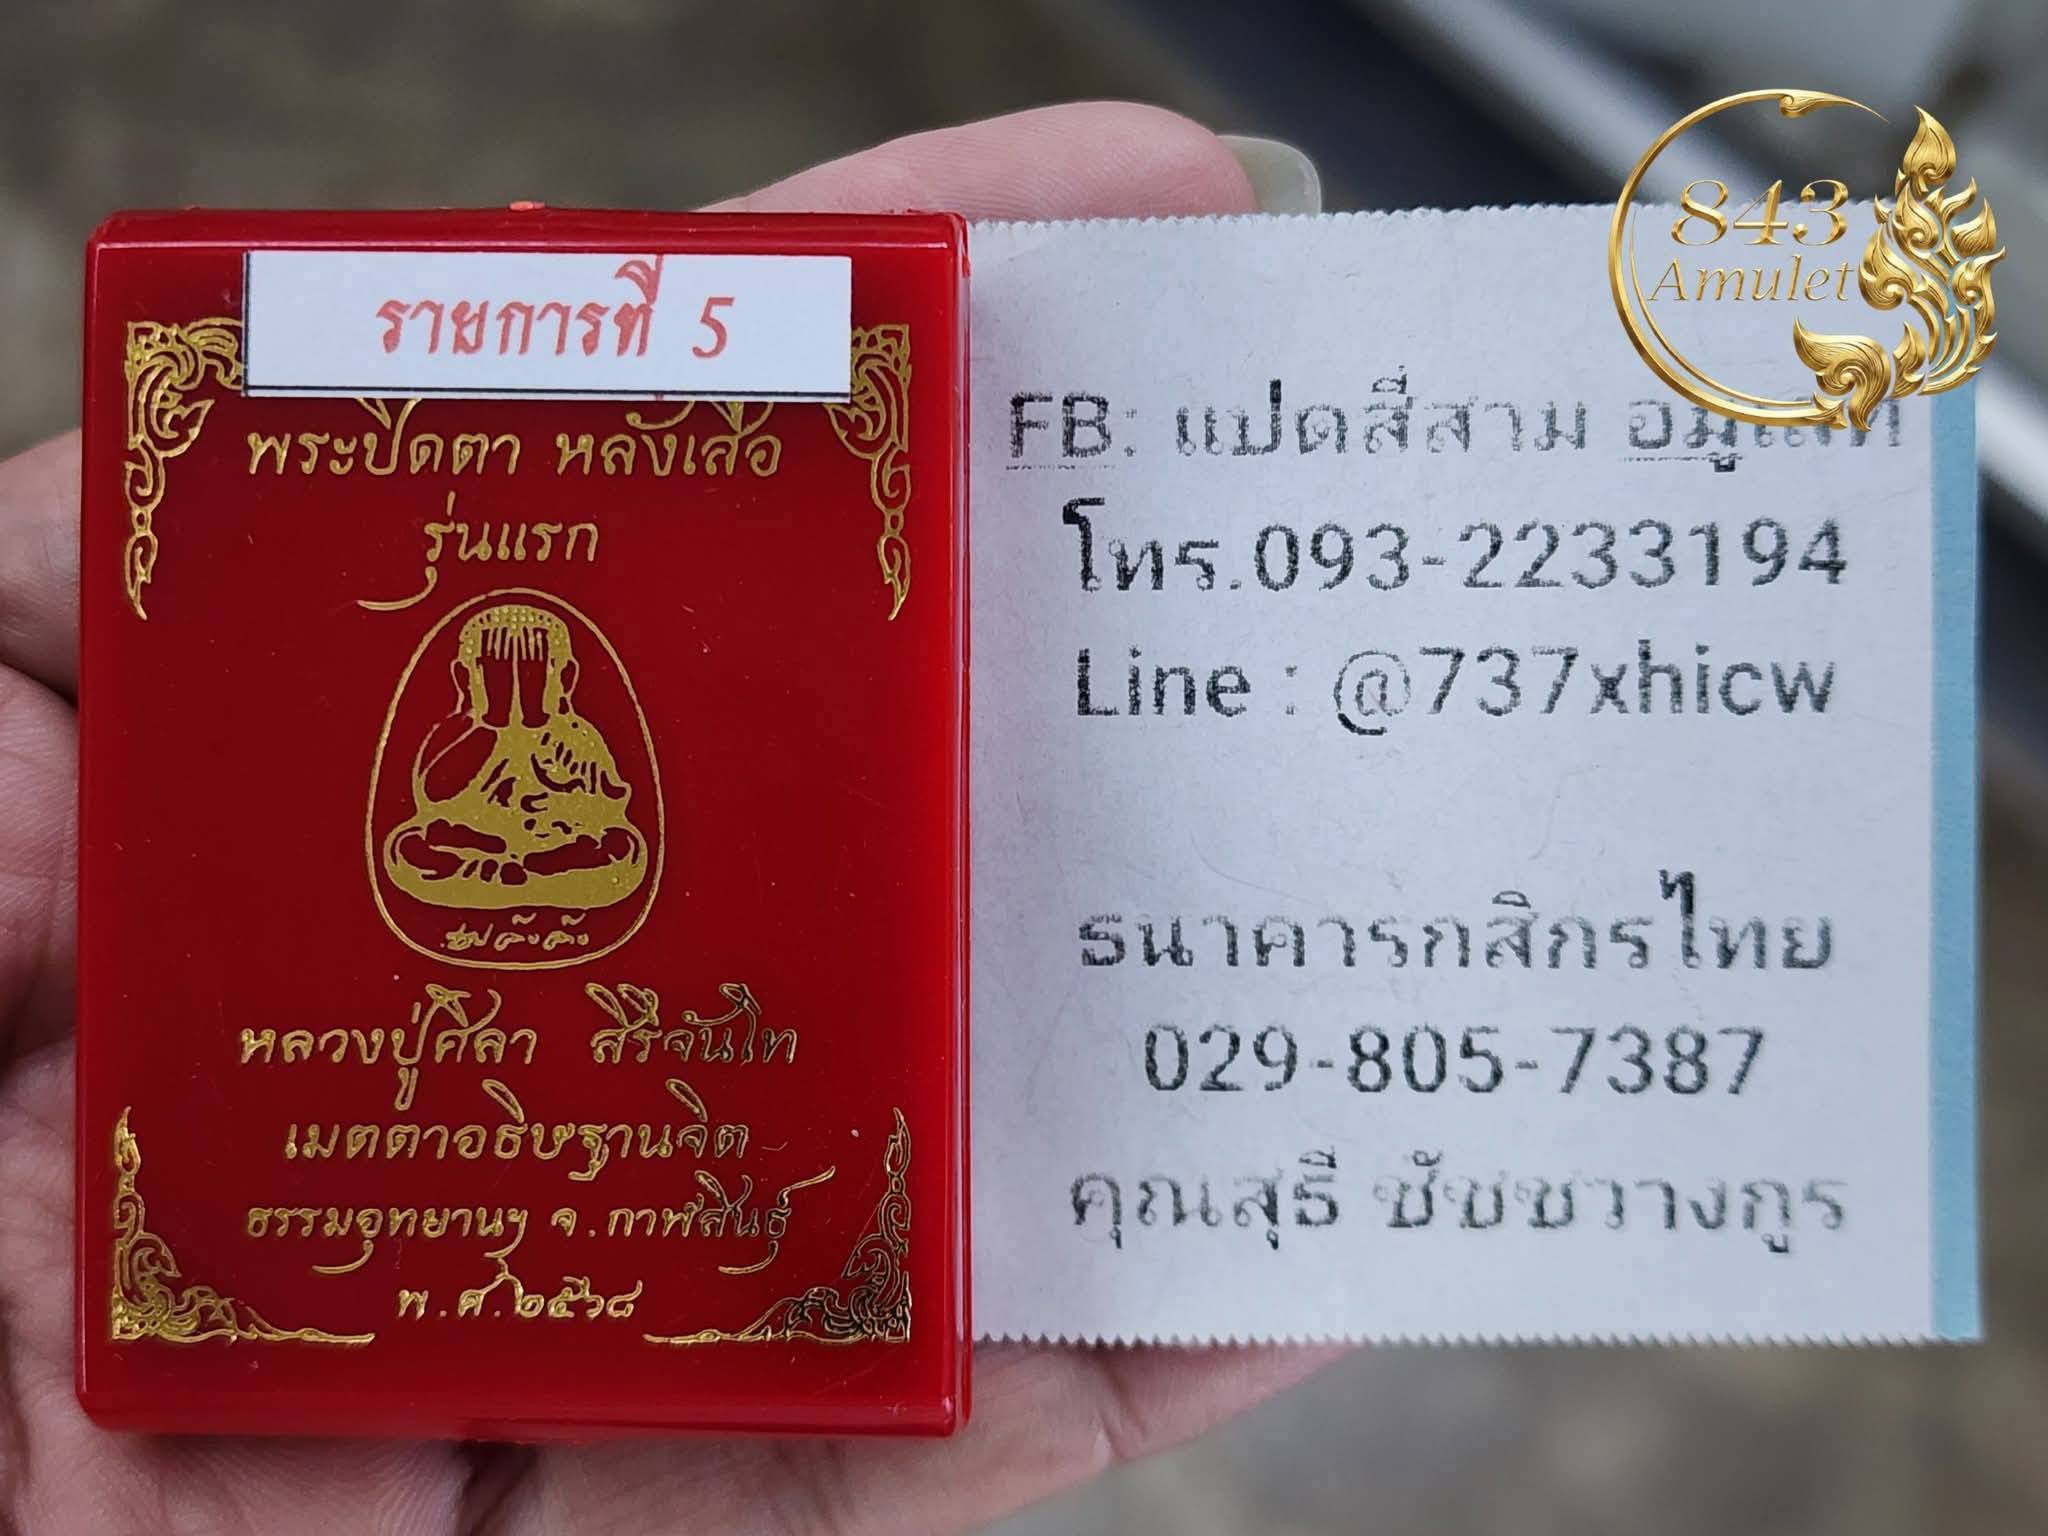 รายการที่ 5
พระปิดตา หลังเสือ
รุ่นแรก
หลวงปู่ศิลา สิริจันโท
เมตตาอธิษฐานจิต
ธรรมอุทยานฯ จ.กาฬสินธุ์
พ.ศ.๒๕๖๘
843
Amulet
FB: แปดสี่สาม อมูเลท
โทร.093-2233194
Line : @737xhicw
ธนาคารกสิกรไทย
029-805-7387
คุณสุธี ชัชชวางกูร